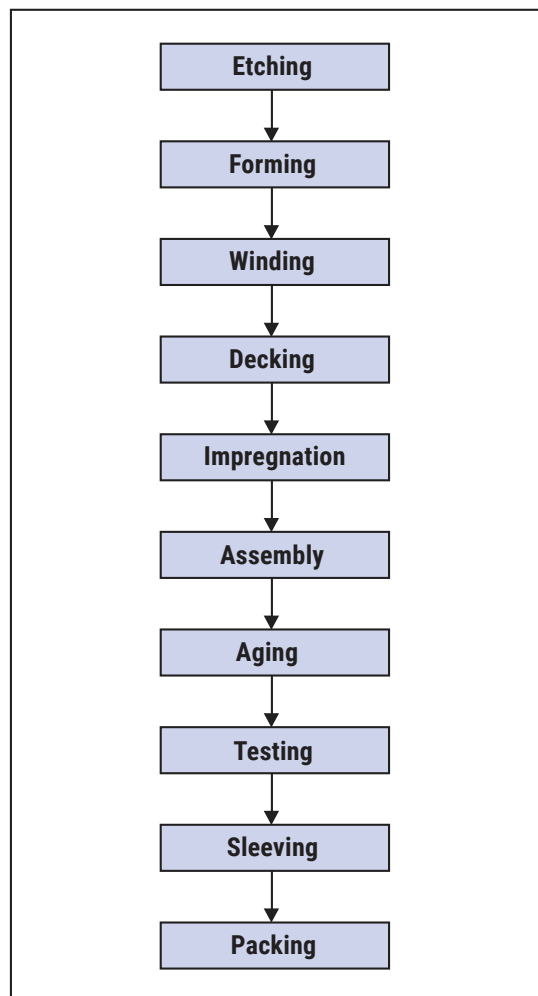 Etching
Forming
Winding
Decking
Impregnation
Assembly
Aging
Testing
Sleeving
Packing